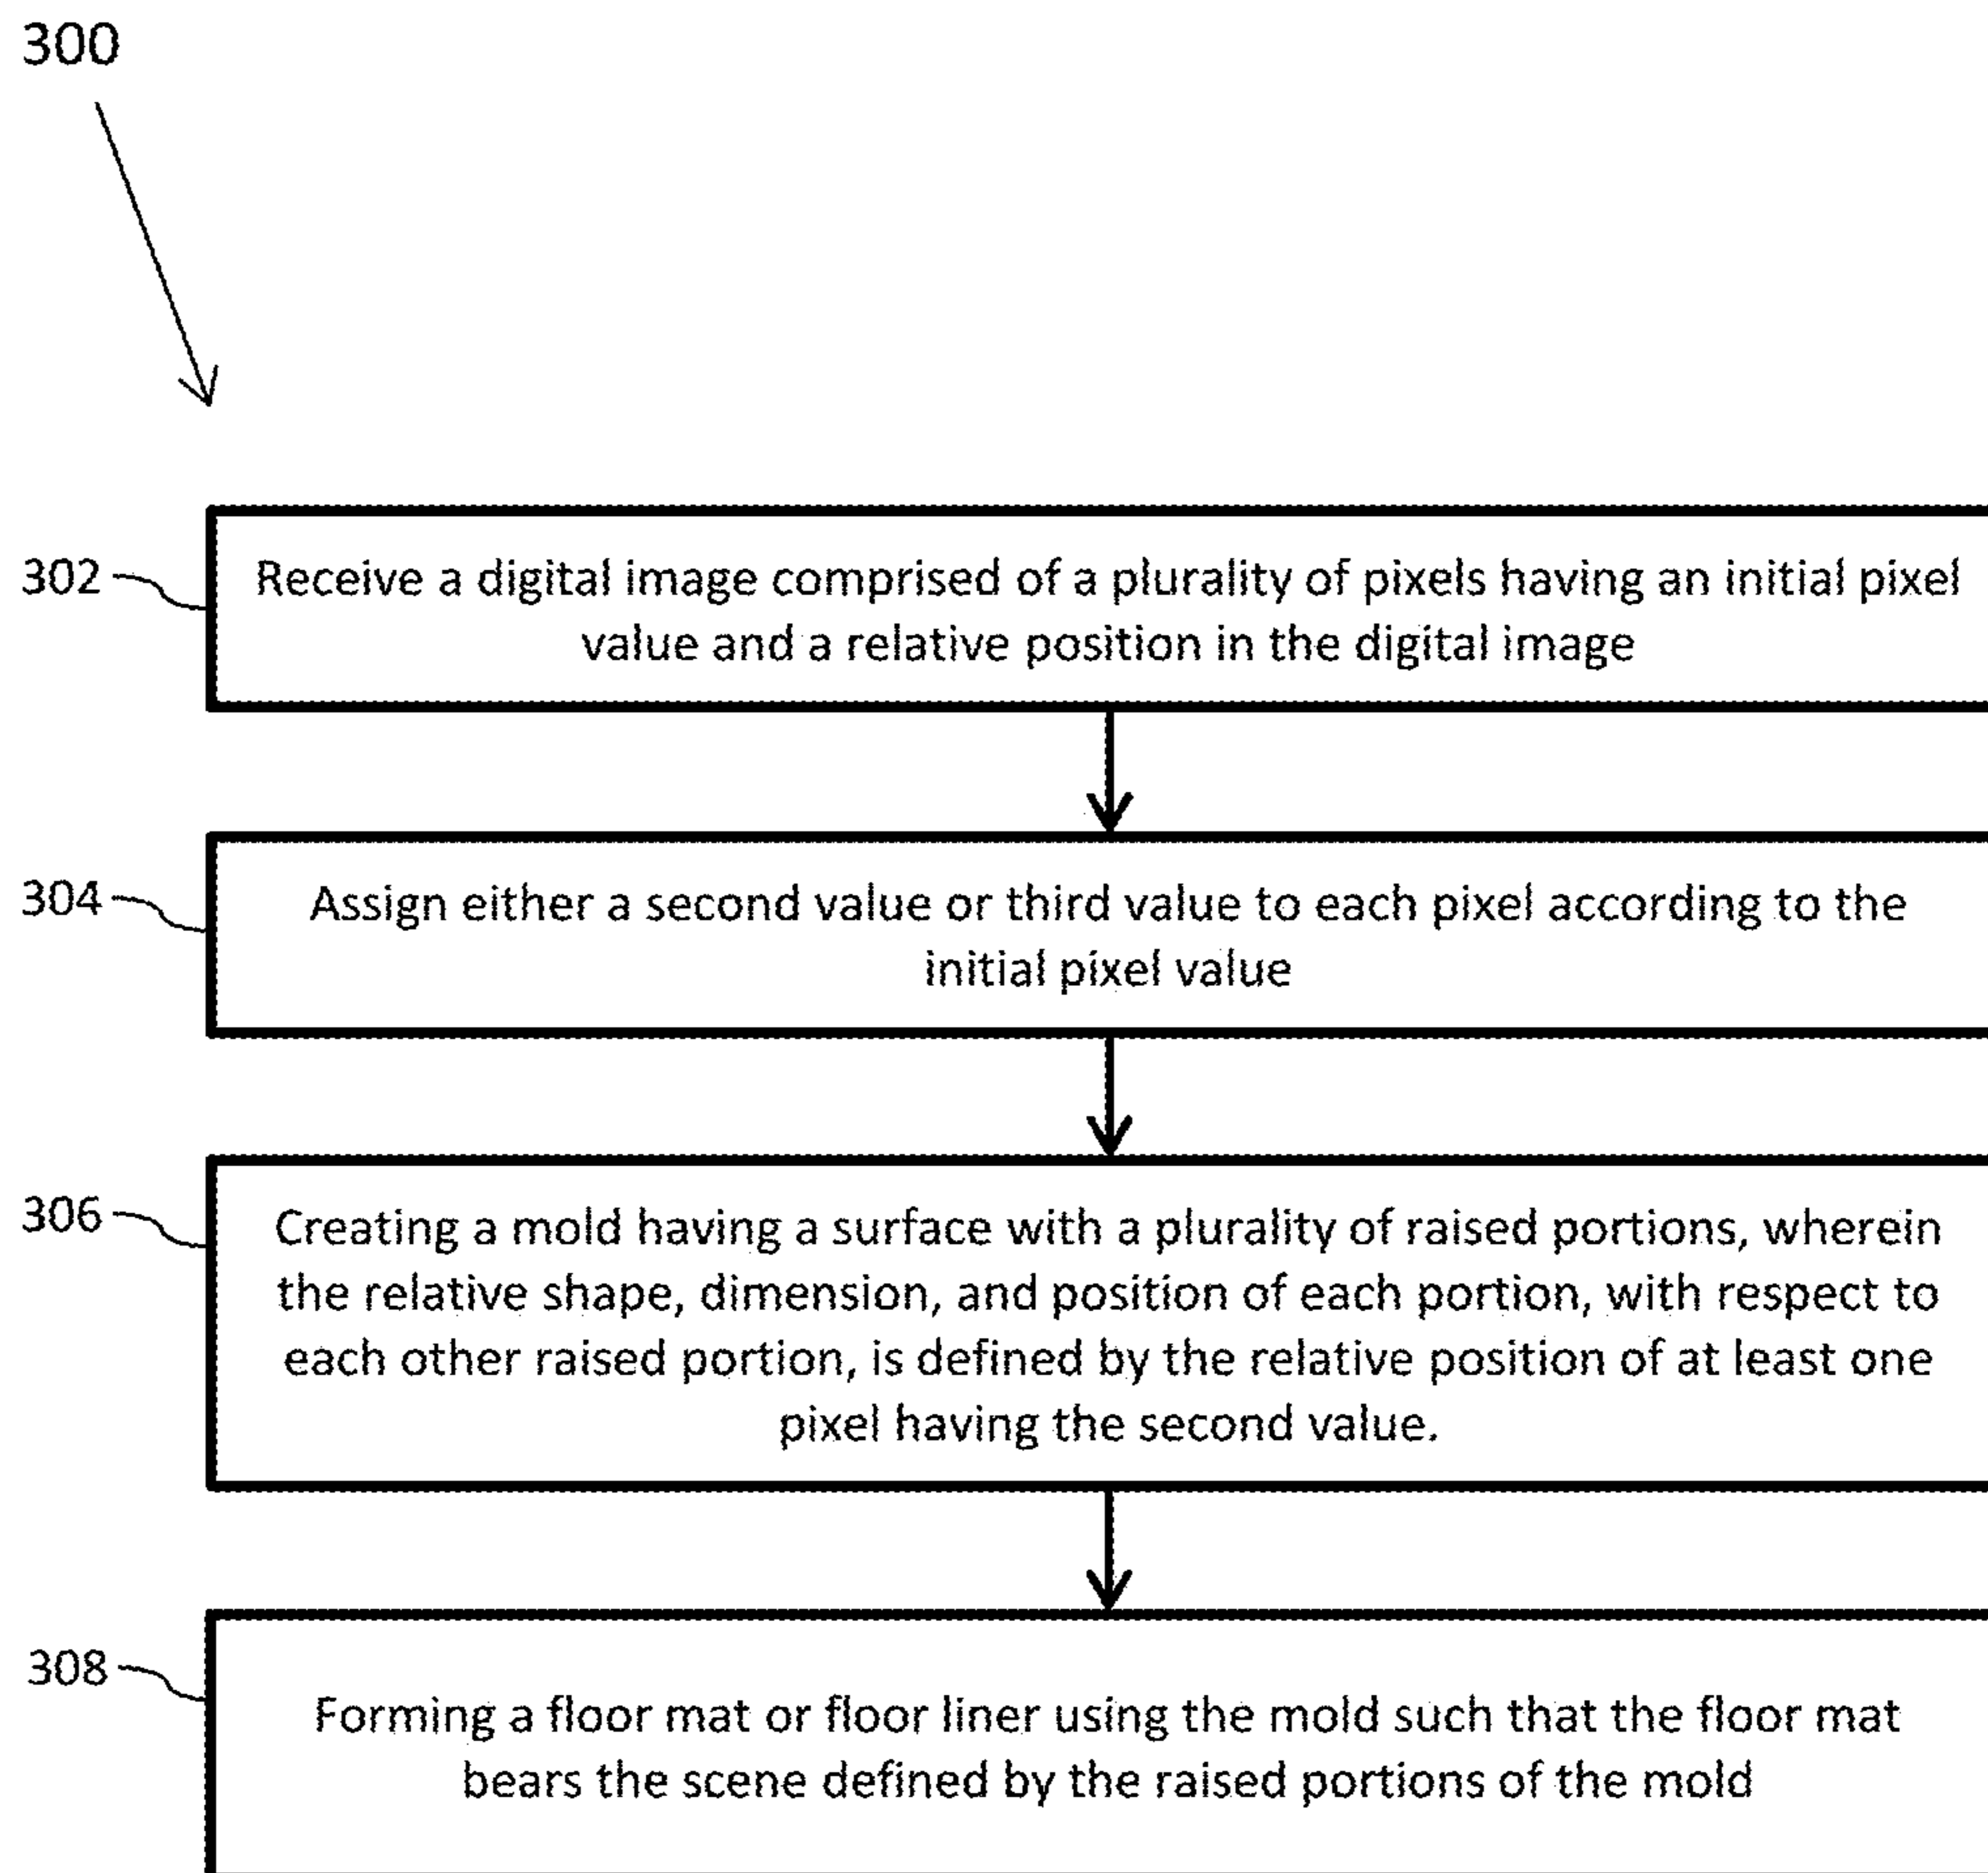 300
302
Receive a digital image comprised of a plurality of pixels having an initial pixel
value and a relative position in the digital image
304
Assign either a second value or third value to each pixel according to the
initial pixel value
306
Creating a mold having a surface with a plurality of raised portions, wherein
the relative shape, dimension, and position of each portion, with respect to
each other raised portion, is defined by the relative position of at least one
pixel having the second value.
308
Forming a floor mat or floor liner using the mold such that the floor mat
bears the scene defined by the raised portions of the mold